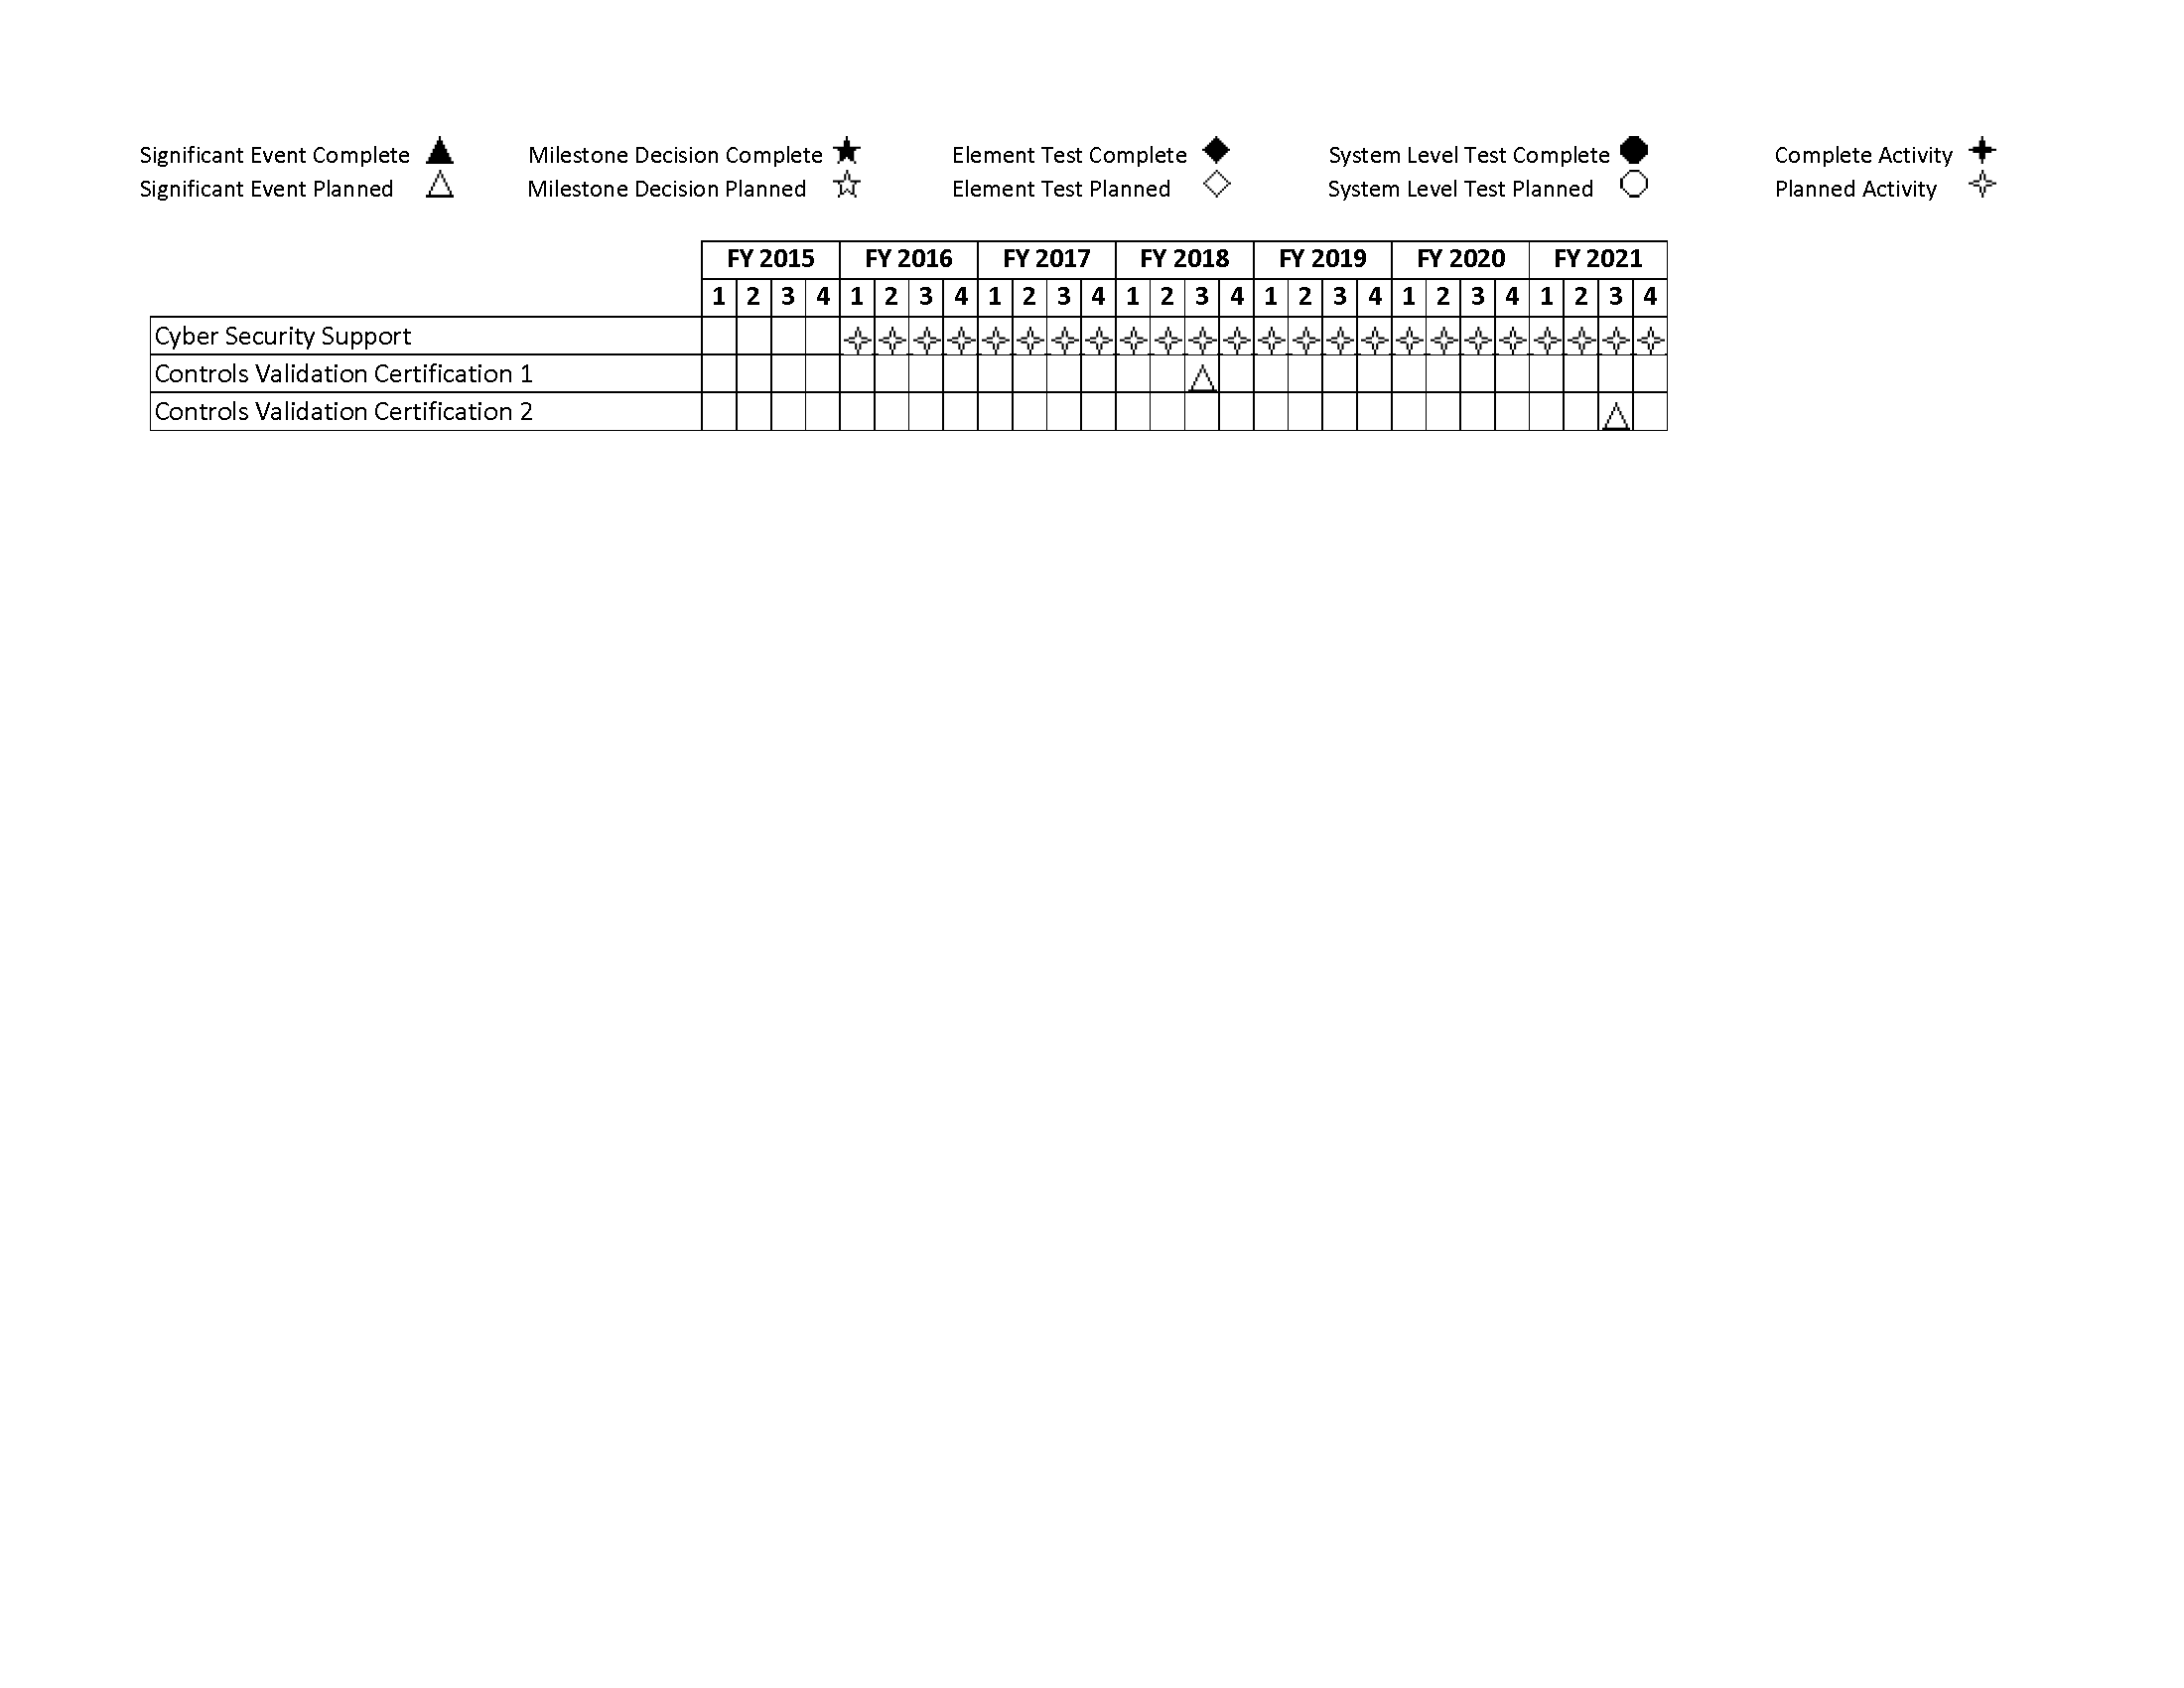 Significant Event Complete Milestone Decision Complete Element Test Complete System Level Test Complete Complete Activity
Significant Event Planned Milestone Decision Planned Element Test Planned System Level Test Planned Planned Activity
FY 2015 FY 2016 FY 2017 FY 2018 FY 2019 FY 2020 FY 2021
1 2 3 4 1 2 3 4 1 2 3 4 1 2 3 4 1 2 3 4 1 2 3 4 1 2 3 4
Cyber Security Support
Controls Validation Certification 1
Controls Validation Certification 2